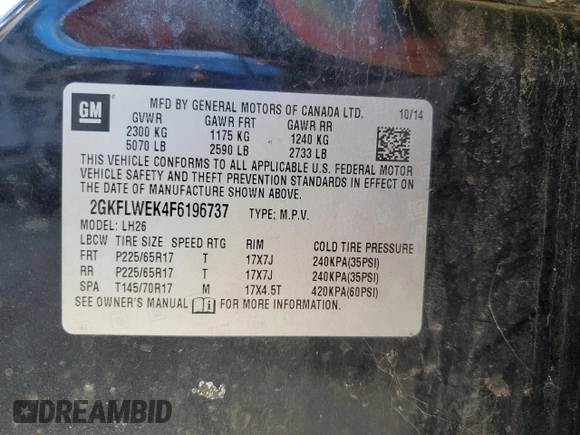 GM
MFD BY GENERAL MOTORS OF CANADA LTD. 10/14
GVWR GAWR FRT GAWR RR
2300 KG 1175 KG 1240 KG
5070 LB 2590 LB 2733 LB
THIS VEHICLE CONFORMS TO ALL APPLICABLE U.S. FEDERAL MOTOR
VEHICLE SAFETY AND THEFT PREVENTION STANDARDS IN EFFECT ON
THE DATE OF MANUFACTURE SHOWN ABOVE.
2GKFLWEK4F6196737 TYPE: M.P.V.
MODEL: LH26
LBCW TIRE SIZE SPEED RTG RIM COLD TIRE PRESSURE
FRT P225/65R17 T 17X7J 240KPA(35PSI)
RR P225/65R17 T 17X7J 240KPA(35PSI)
SPA T145/70R17 M 17X4.5T 420KPA(60PSI)
SEE OWNER'S MANUAL FOR MORE INFORMATION.
DREAMBID